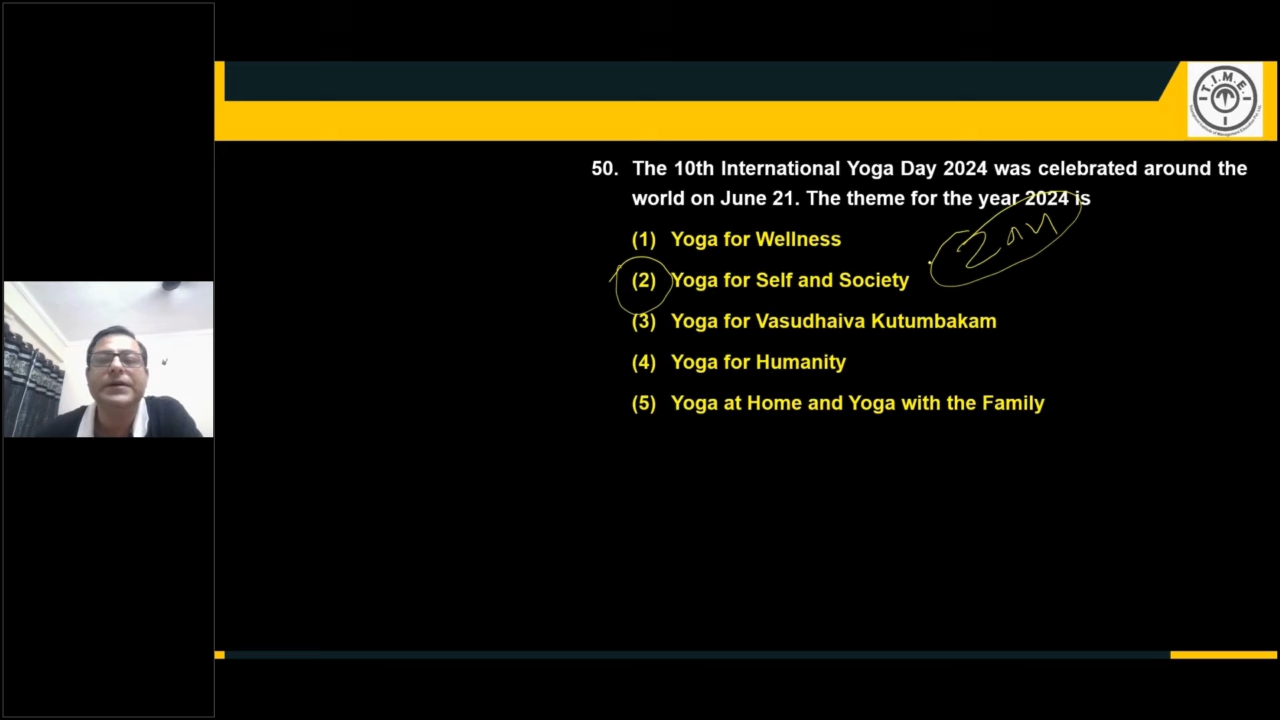 T.I.M.E.
50. The 10th International Yoga Day 2024 was celebrated around the
world on June 21. The theme for the year 2024 is
(1) Yoga for Wellness
(2) Yoga for Self and Society
(3) Yoga for Vasudhaiva Kutumbakam
(4) Yoga for Humanity
(5) Yoga at Home and Yoga with the Family